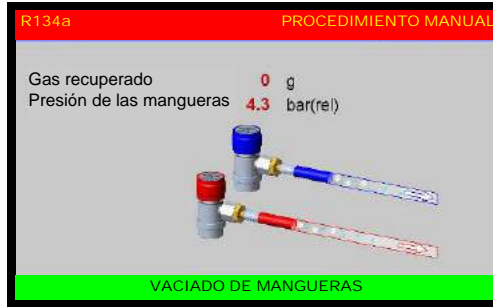 R134a PROCEDIMIENTO MANUAL
Gas recuperado 0 g
Presión de las mangueras 4.3 bar(rel)
VACIADO DE MANGUERAS